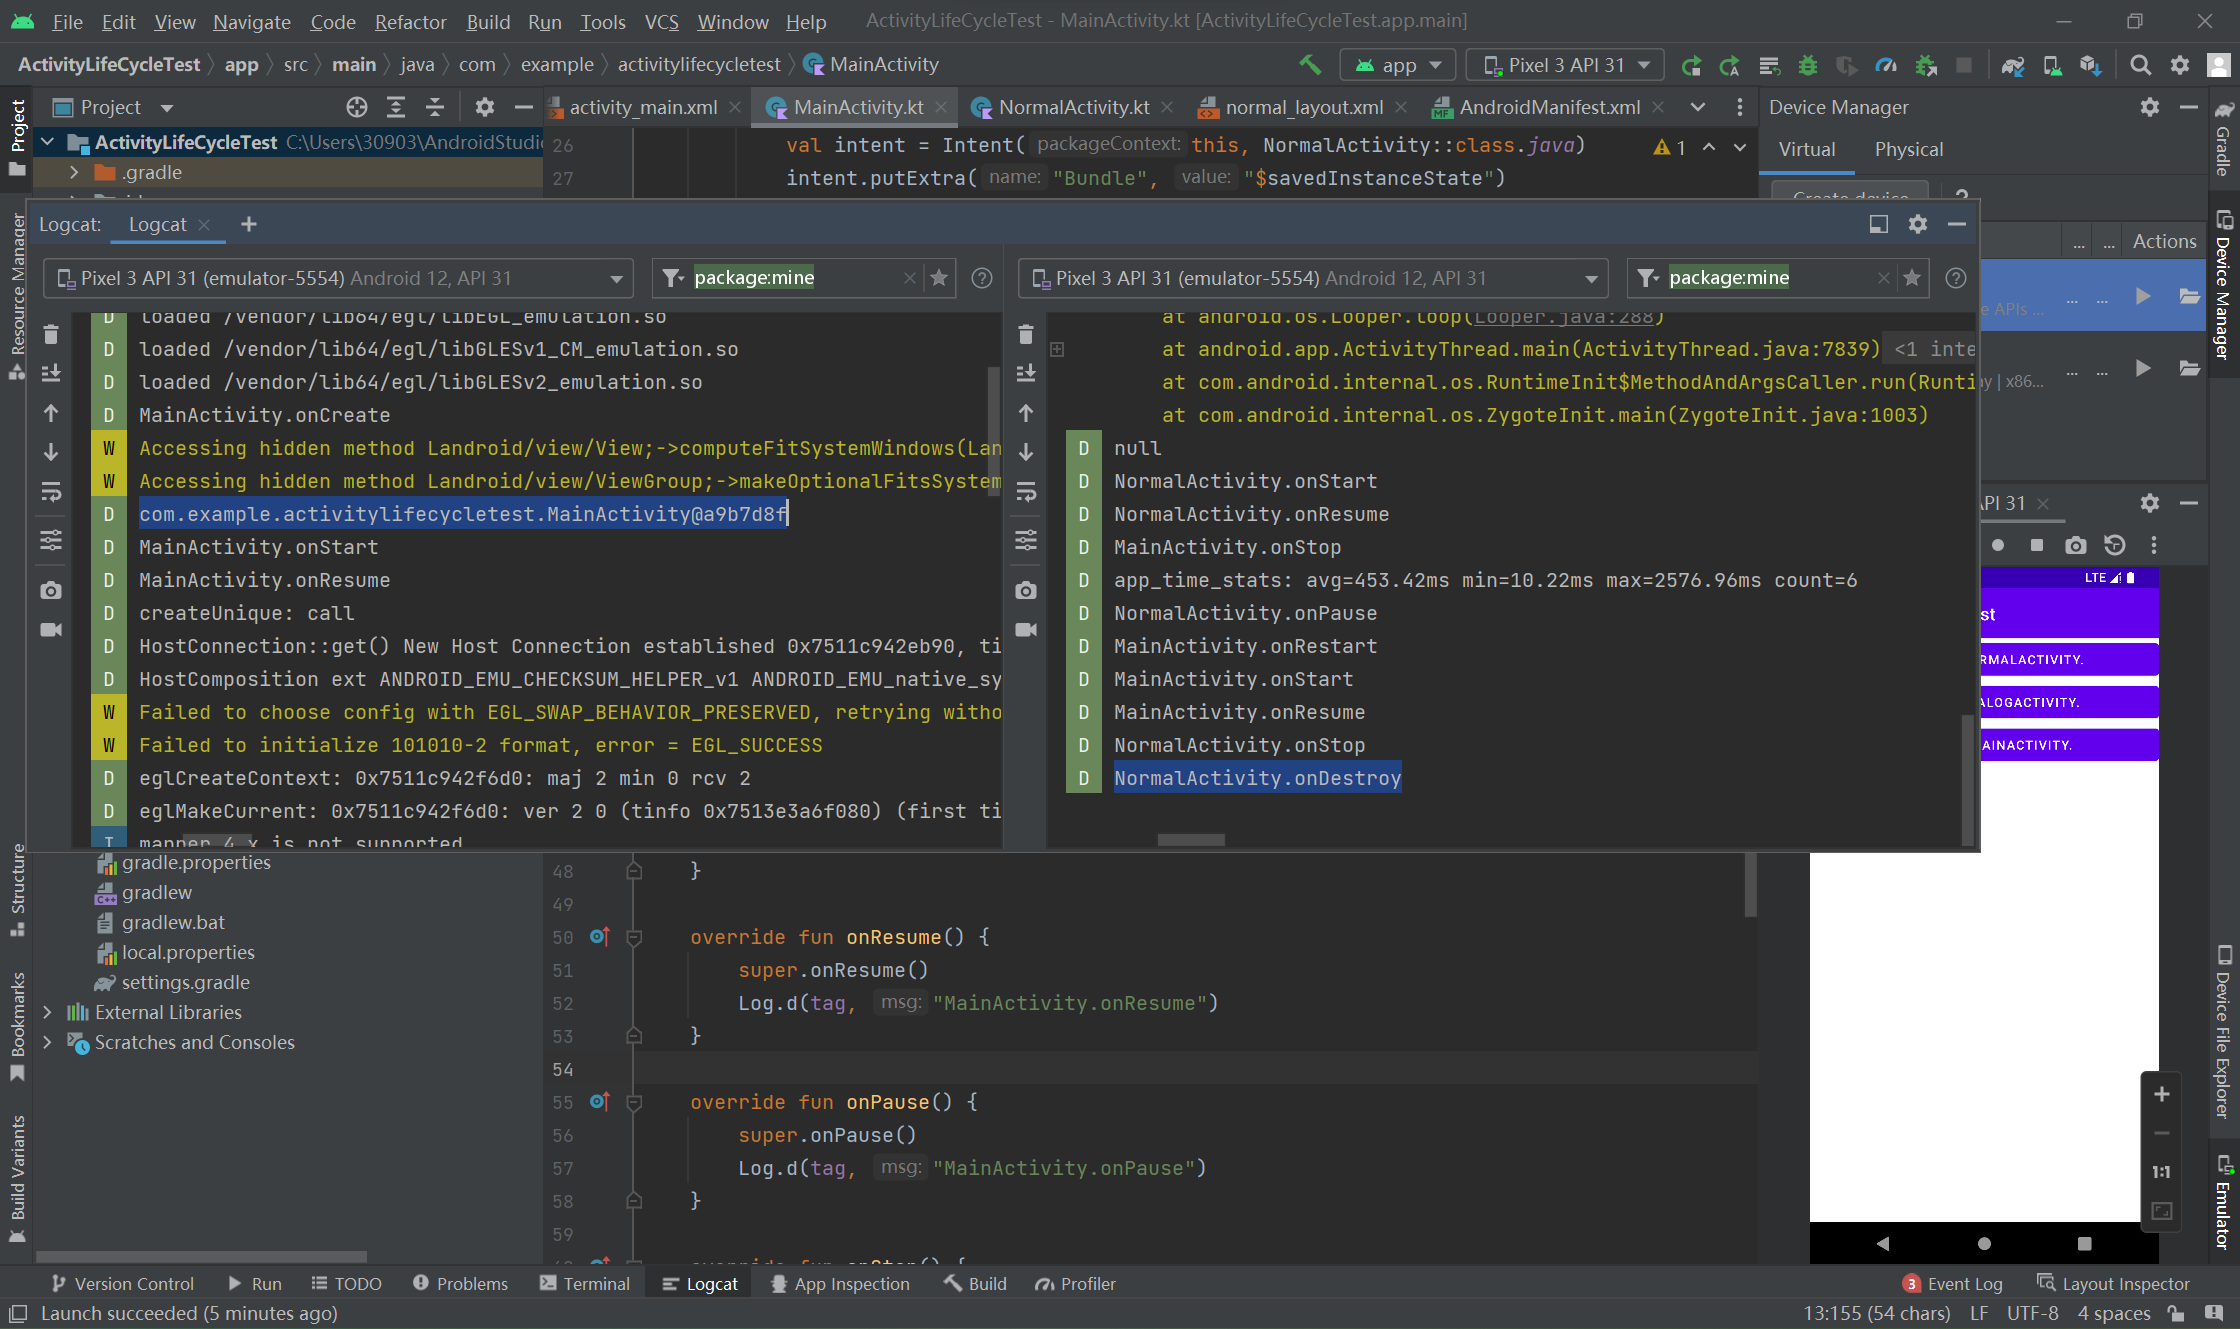 File Edit View Navigate Code Refactor Build Run Tools VCS Window Help ActivityLifeCycleTest - MainActivity.kt [ActivityLifeCycleTest.app.main]
ActivityLifeCycleTest app src main java com example activitylifecycletest MainActivity app Pixel 3 API 31
Project activity_main.xml MainActivity.kt NormalActivity.kt normal_layout.xml AndroidManifest.xml Device Manager
ActivityLifeCycleTest C:\Users\30903\AndroidStudi
.gradle
26 val intent = Intent( packageContext: this, NormalActivity::class.java) 1
27 intent.putExtra( name: "Bundle", value: "$savedInstanceState")
Virtual Physical
Create device ?
... ... Actions
e APIs ... ... ...
ny | x86... ... ...
Logcat: Logcat
Pixel 3 API 31 (emulator-5554) Android 12, API 31 package:mine
D loaded /vendor/lib64/egl/libEGL_emulation.so
D loaded /vendor/lib64/egl/libGLESv1_CM_emulation.so
D loaded /vendor/lib64/egl/libGLESv2_emulation.so
D MainActivity.onCreate
W Accessing hidden method Landroid/view/View;->computeFitSystemWindows(Lan
W Accessing hidden method Landroid/view/ViewGroup;->makeOptionalFitsSystem
D com.example.activitylifecycletest.MainActivity@a9b7d8f
D MainActivity.onStart
D MainActivity.onResume
D createUnique: call
D HostConnection::get() New Host Connection established 0x7511c942eb90, ti
D HostComposition ext ANDROID_EMU_CHECKSUM_HELPER_v1 ANDROID_EMU_native_sy
W Failed to choose config with EGL_SWAP_BEHAVIOR_PRESERVED, retrying witho
W Failed to initialize 101010-2 format, error = EGL_SUCCESS
D eglCreateContext: 0x7511c942f6d0: maj 2 min 0 rcv 2
D eglMakeCurrent: 0x7511c942f6d0: ver 2 0 (tinfo 0x7513e3a6f080) (first ti
I mapper 4.x is not supported
Pixel 3 API 31 (emulator-5554) Android 12, API 31 package:mine
at android.os.Looper.loop(Looper.java:288)
at android.app.ActivityThread.main(ActivityThread.java:7839) <1 inte
at com.android.internal.os.RuntimeInit$MethodAndArgsCaller.run(Runti
at com.android.internal.os.ZygoteInit.main(ZygoteInit.java:1003)
D null
D NormalActivity.onStart
D NormalActivity.onResume
D MainActivity.onStop
D app_time_stats: avg=453.42ms min=10.22ms max=2576.96ms count=6
D NormalActivity.onPause
D MainActivity.onRestart
D MainActivity.onStart
D MainActivity.onResume
D NormalActivity.onStop
D NormalActivity.onDestroy
API 31
LTE
st
RMALACTIVITY.
ALOGACTIVITY.
AINACTIVITY.
1:1
gradle.properties
gradlew
gradlew.bat
local.properties
settings.gradle
External Libraries
Scratches and Consoles
48 }
49
50 override fun onResume() {
51 super.onResume()
52 Log.d(tag, msg: "MainActivity.onResume")
53 }
54
55 override fun onPause() {
56 super.onPause()
57 Log.d(tag, msg: "MainActivity.onPause")
58 }
59
60 override fun onStop() {
Project
Resource Manager
Structure
Bookmarks
Build Variants
Gradle
Device Manager
Device File Explorer
Emulator
Version Control Run TODO Problems Terminal Logcat App Inspection Build Profiler 3 Event Log Layout Inspector
Launch succeeded (5 minutes ago) 13:155 (54 chars) LF UTF-8 4 spaces